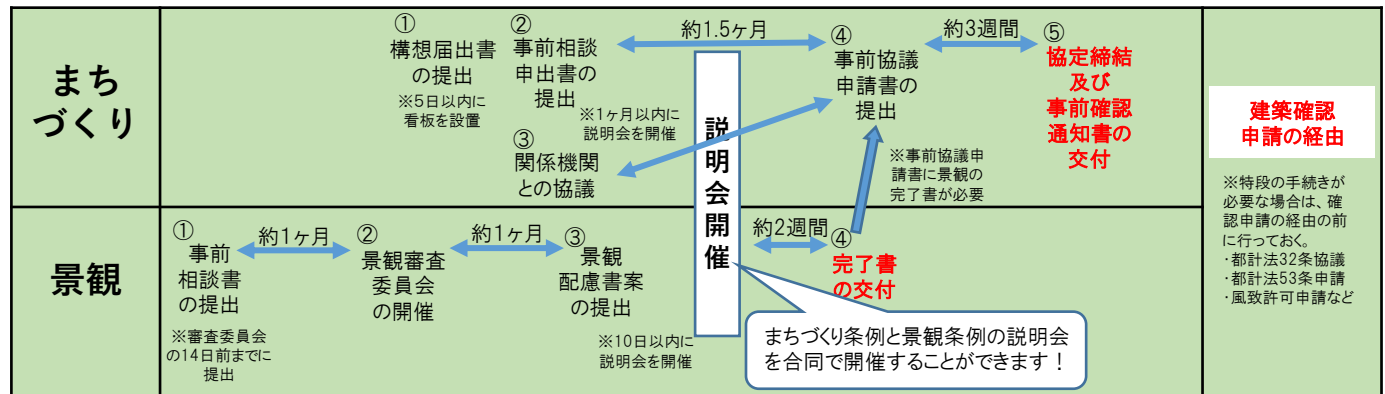 まち
づくり
①
構想届出書
の提出
※5日以内に
看板を設置
②
事前相談
申出書の
提出
※1ヶ月以内に
説明会を開催
③
関係機関
との協議
約1.5ヶ月
説明会開催
④
事前協議
申請書の
提出
※事前協議申
請書に景観の
完了書が必要
約3週間
⑤
協定締結
及び
事前確認
通知書の
交付
景観
①
事前
相談書
の提出
※審査委員会
の14日前までに
提出
約1ヶ月
②
景観審査
委員会
の開催
約1ヶ月
③
景観
配慮書案
の提出
※10日以内に
説明会を開催
約2週間
④
完了書
の交付
まちづくり条例と景観条例の説明会
を合同で開催することができます！
建築確認
申請の経由
※特段の手続きが
必要な場合は、確
認申請の経由の前
に行っておく。
・都計法32条協議
・都計法53条申請
・風致許可申請など